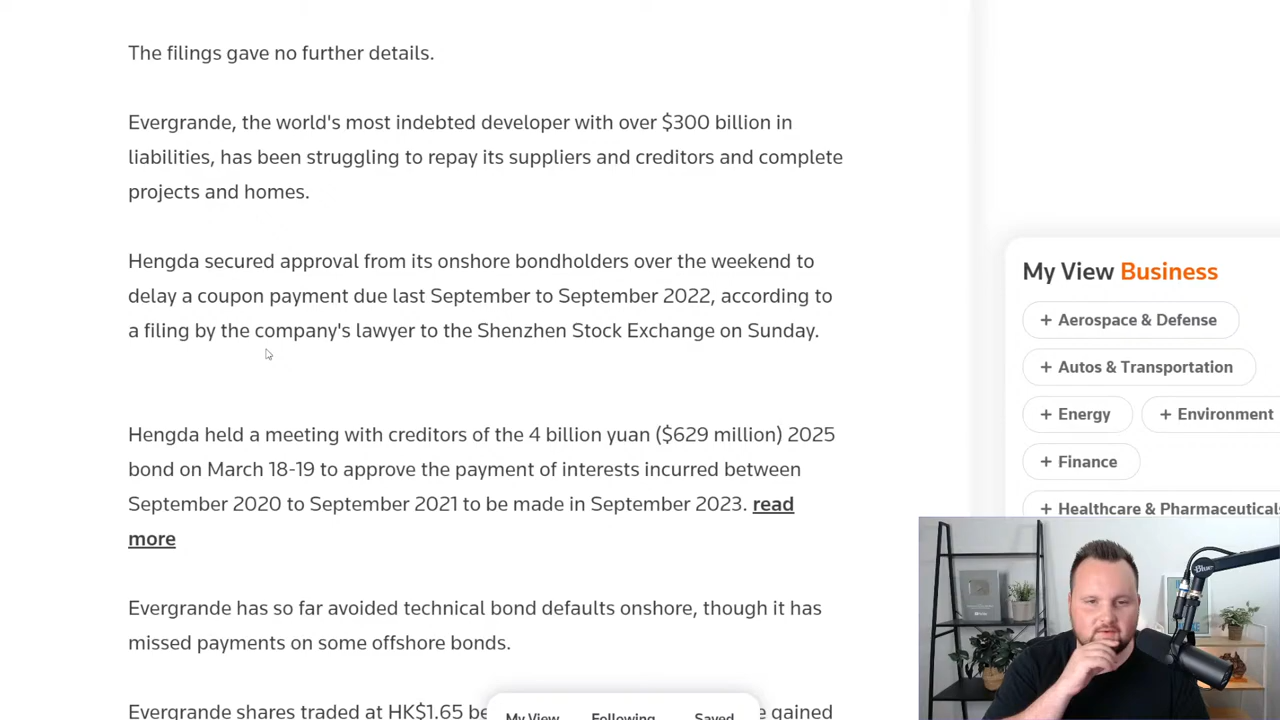 The filings gave no further details.
Evergrande, the world's most indebted developer with over $300 billion in
liabilities, has been struggling to repay its suppliers and creditors and complete
projects and homes.
Hengda secured approval from its onshore bondholders over the weekend to
delay a coupon payment due last September to September 2022, according to
a filing by the company's lawyer to the Shenzhen Stock Exchange on Sunday.
Hengda held a meeting with creditors of the 4 billion yuan ($629 million) 2025
bond on March 18-19 to approve the payment of interests incurred between
September 2020 to September 2021 to be made in September 2023. read
more
Evergrande has so far avoided technical bond defaults onshore, though it has
missed payments on some offshore bonds.
Evergrande shares traded at HK$1.65 be
e gained
My View Following Saved
My View Business
+ Aerospace & Defense
+ Autos & Transportation
+ Energy + Environment
+ Finance
+ Healthcare & Pharmaceuticals
Blue